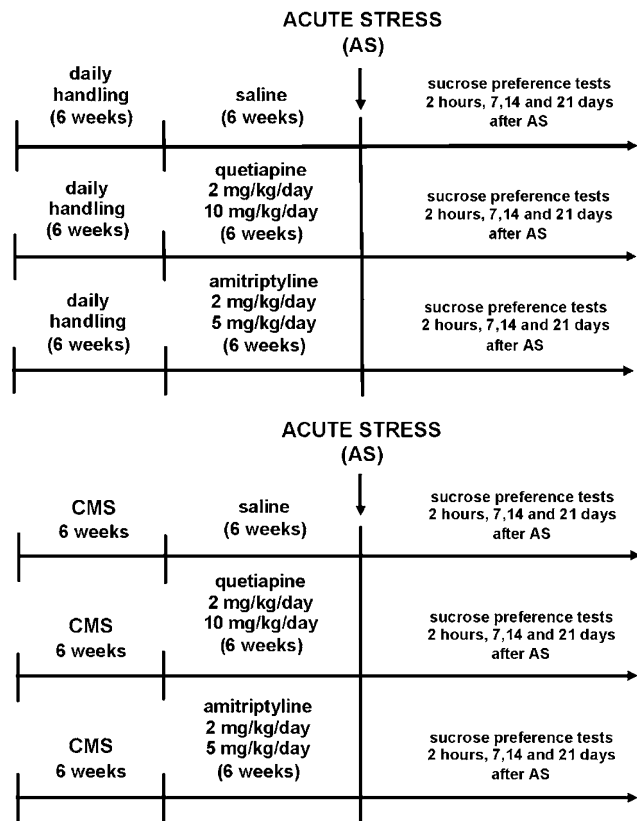 ACUTE STRESS
(AS)
daily
handling
(6 weeks)
saline
(6 weeks)
sucrose preference tests
2 hours, 7,14 and 21 days
after AS
daily
handling
(6 weeks)
quetiapine
2 mg/kg/day
10 mg/kg/day
(6 weeks)
sucrose preference tests
2 hours, 7,14 and 21 days
after AS
daily
handling
(6 weeks)
amitriptyline
2 mg/kg/day
5 mg/kg/day
(6 weeks)
sucrose preference tests
2 hours, 7,14 and 21 days
after AS
ACUTE STRESS
(AS)
CMS
6 weeks
saline
(6 weeks)
sucrose preference tests
2 hours, 7,14 and 21 days
after AS
CMS
6 weeks
quetiapine
2 mg/kg/day
10 mg/kg/day
(6 weeks)
sucrose preference tests
2 hours, 7,14 and 21 days
after AS
CMS
6 weeks
amitriptyline
2 mg/kg/day
5 mg/kg/day
(6 weeks)
sucrose preference tests
2 hours, 7,14 and 21 days
after AS